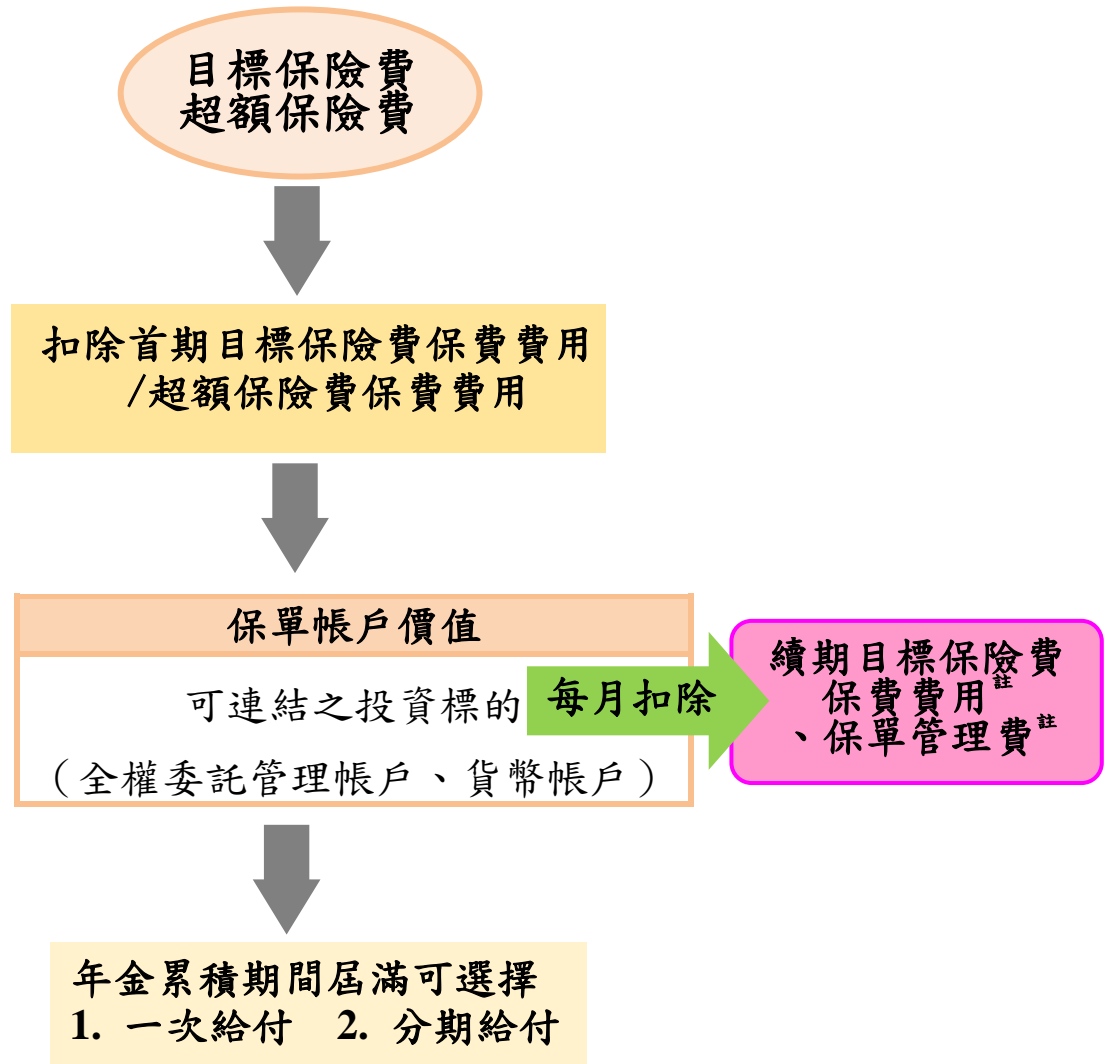 目標保險費
超額保險費
扣除首期目標保險費保費費用
/超額保險費保費費用
保單帳戶價值
可連結之投資標的
（全權委託管理帳戶、貨幣帳戶）
每月扣除
續期目標保險費
保費費用註
、保單管理費註
年金累積期間屆滿可選擇
1. 一次給付 2. 分期給付